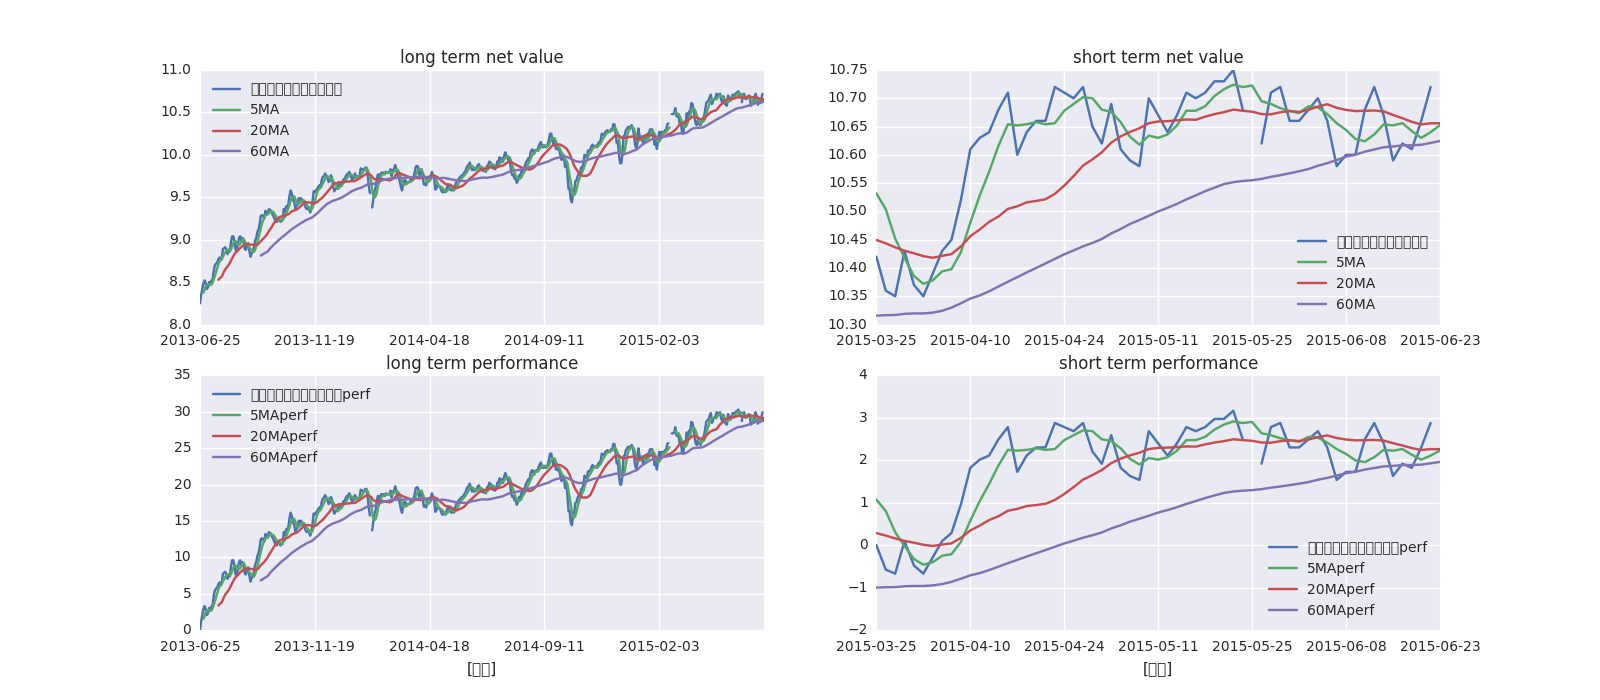 long term net value
11.0
10.5
10.0
9.5
9.0
8.5
8.0
5MA
20MA
60MA
2013-06-25 2013-11-19 2014-04-18 2014-09-11 2015-02-03
short term net value
10.75
10.70
10.65
10.60
10.55
10.50
10.45
10.40
10.35
10.30
5MA
20MA
60MA
2015-03-25 2015-04-10 2015-04-24 2015-05-11 2015-05-25 2015-06-08 2015-06-23
long term performance
35
30
25
20
15
10
5
0
perf
5MAperf
20MAperf
60MAperf
2013-06-25 2013-11-19 2014-04-18 2014-09-11 2015-02-03
short term performance
4
3
2
1
0
−1
−2
perf
5MAperf
20MAperf
60MAperf
2015-03-25 2015-04-10 2015-04-24 2015-05-11 2015-05-25 2015-06-08 2015-06-23